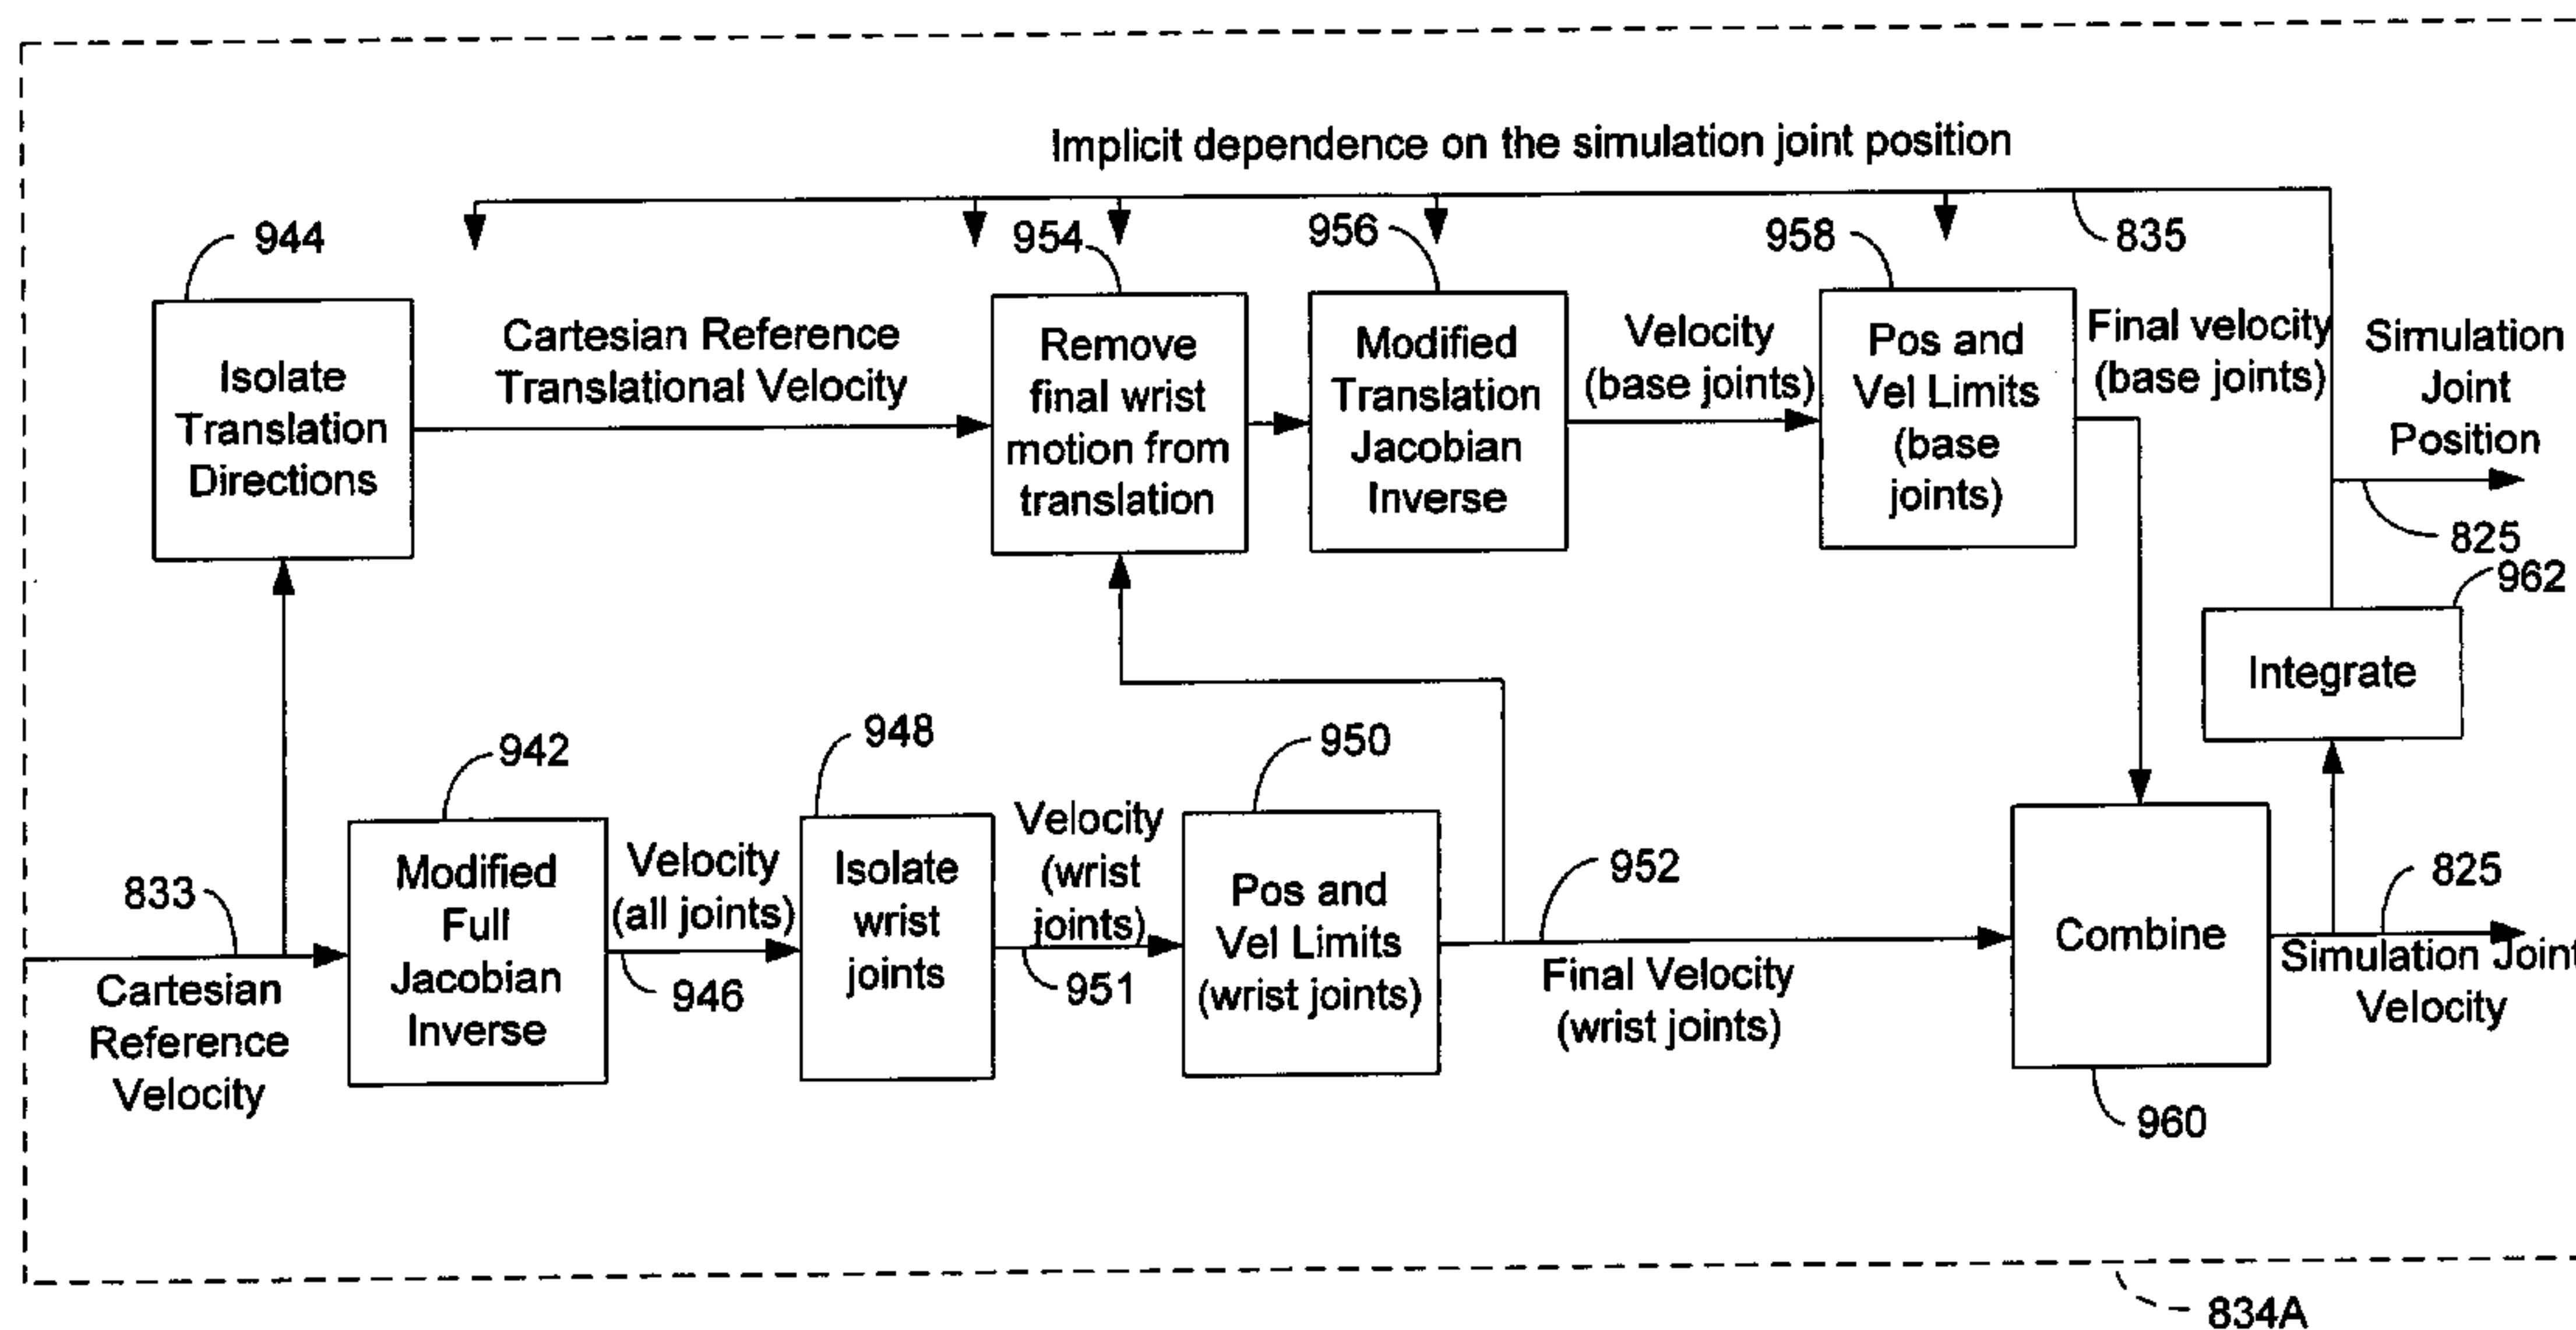 Implicit dependence on the simulation joint position
944
954
956
958
835
Isolate
Translation
Directions
Cartesian Reference
Translational Velocity
Remove
final wrist
motion from
translation
Modified
Translation
Jacobian
Inverse
Velocity
(base joints)
Pos and
Vel Limits
(base
joints)
Final velocity
(base joints)
Simulation
Joint
Position
825
962
Integrate
833
Cartesian
Reference
Velocity
942
Modified
Full
Jacobian
Inverse
Velocity
(all joints)
946
948
Isolate
wrist
joints
Velocity
(wrist
joints)
951
950
Pos and
Vel Limits
(wrist joints)
952
Final Velocity
(wrist joints)
Combine
960
825
Simulation Joint
Velocity
834A